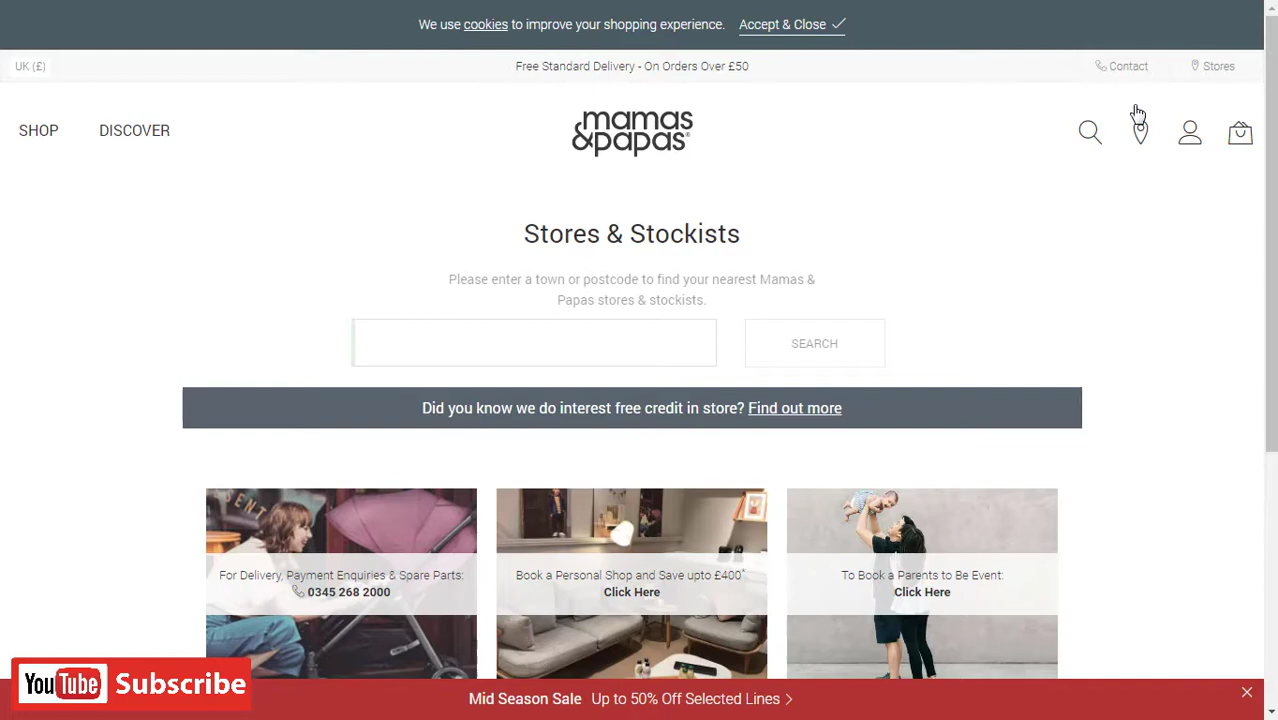 We use cookies to improve your shopping experience. Accept & Close
UK (£)
Free Standard Delivery - On Orders Over £50
Contact
Stores
SHOP
DISCOVER
mamas
&papas®
Stores & Stockists
Please enter a town or postcode to find your nearest Mamas &
Papas stores & stockists.
SEARCH
Did you know we do interest free credit in store? Find out more
For Delivery, Payment Enquiries & Spare Parts:
0345 268 2000
Book a Personal Shop and Save upto £400*
Click Here
To Book a Parents to Be Event:
Click Here
YouTube Subscribe
Mid Season Sale Up to 50% Off Selected Lines >